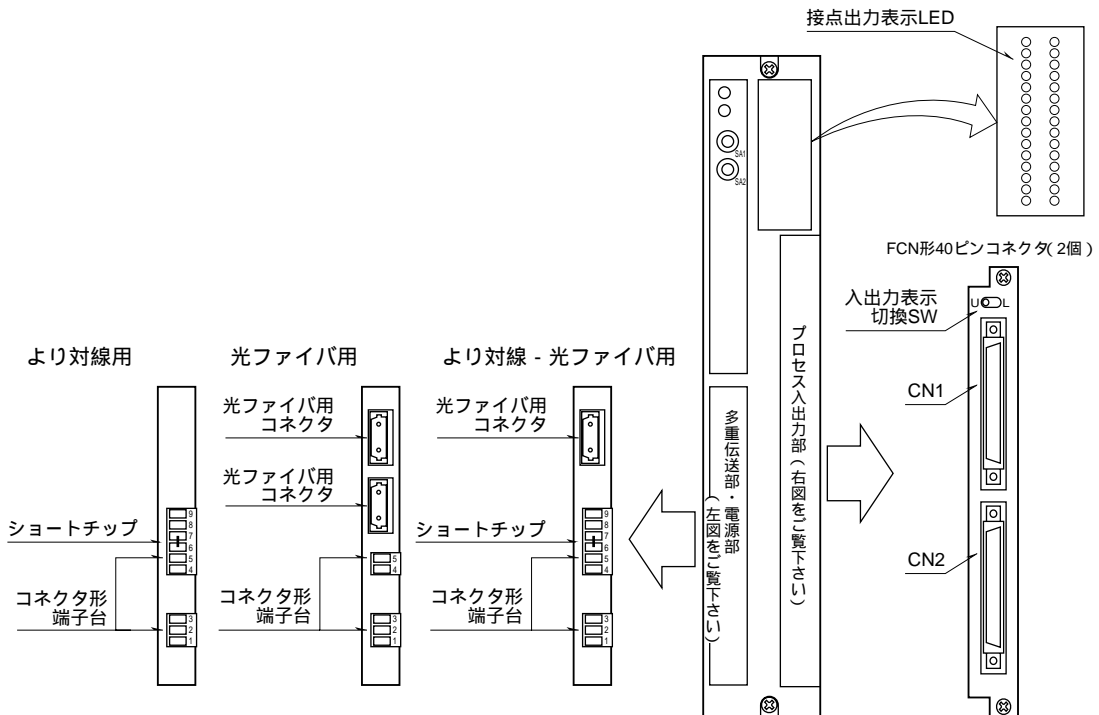 接点出力表示LED
SA1
SA2
FCN形40ピンコネクタ(2個)
入出力表示
切換SW
U
L
CN1
CN2
プロセス入出力部(右図をご覧下さい)
多重伝送部・電源部
(左図をご覧下さい)
より対線用
ショートチップ
コネクタ形
端子台
9
8
7
6
5
4
3
2
1
光ファイバ用
光ファイバ用
コネクタ
光ファイバ用
コネクタ
コネクタ形
端子台
5
4
3
2
1
より対線 - 光ファイバ用
光ファイバ用
コネクタ
ショートチップ
コネクタ形
端子台
9
8
7
6
5
4
3
2
1